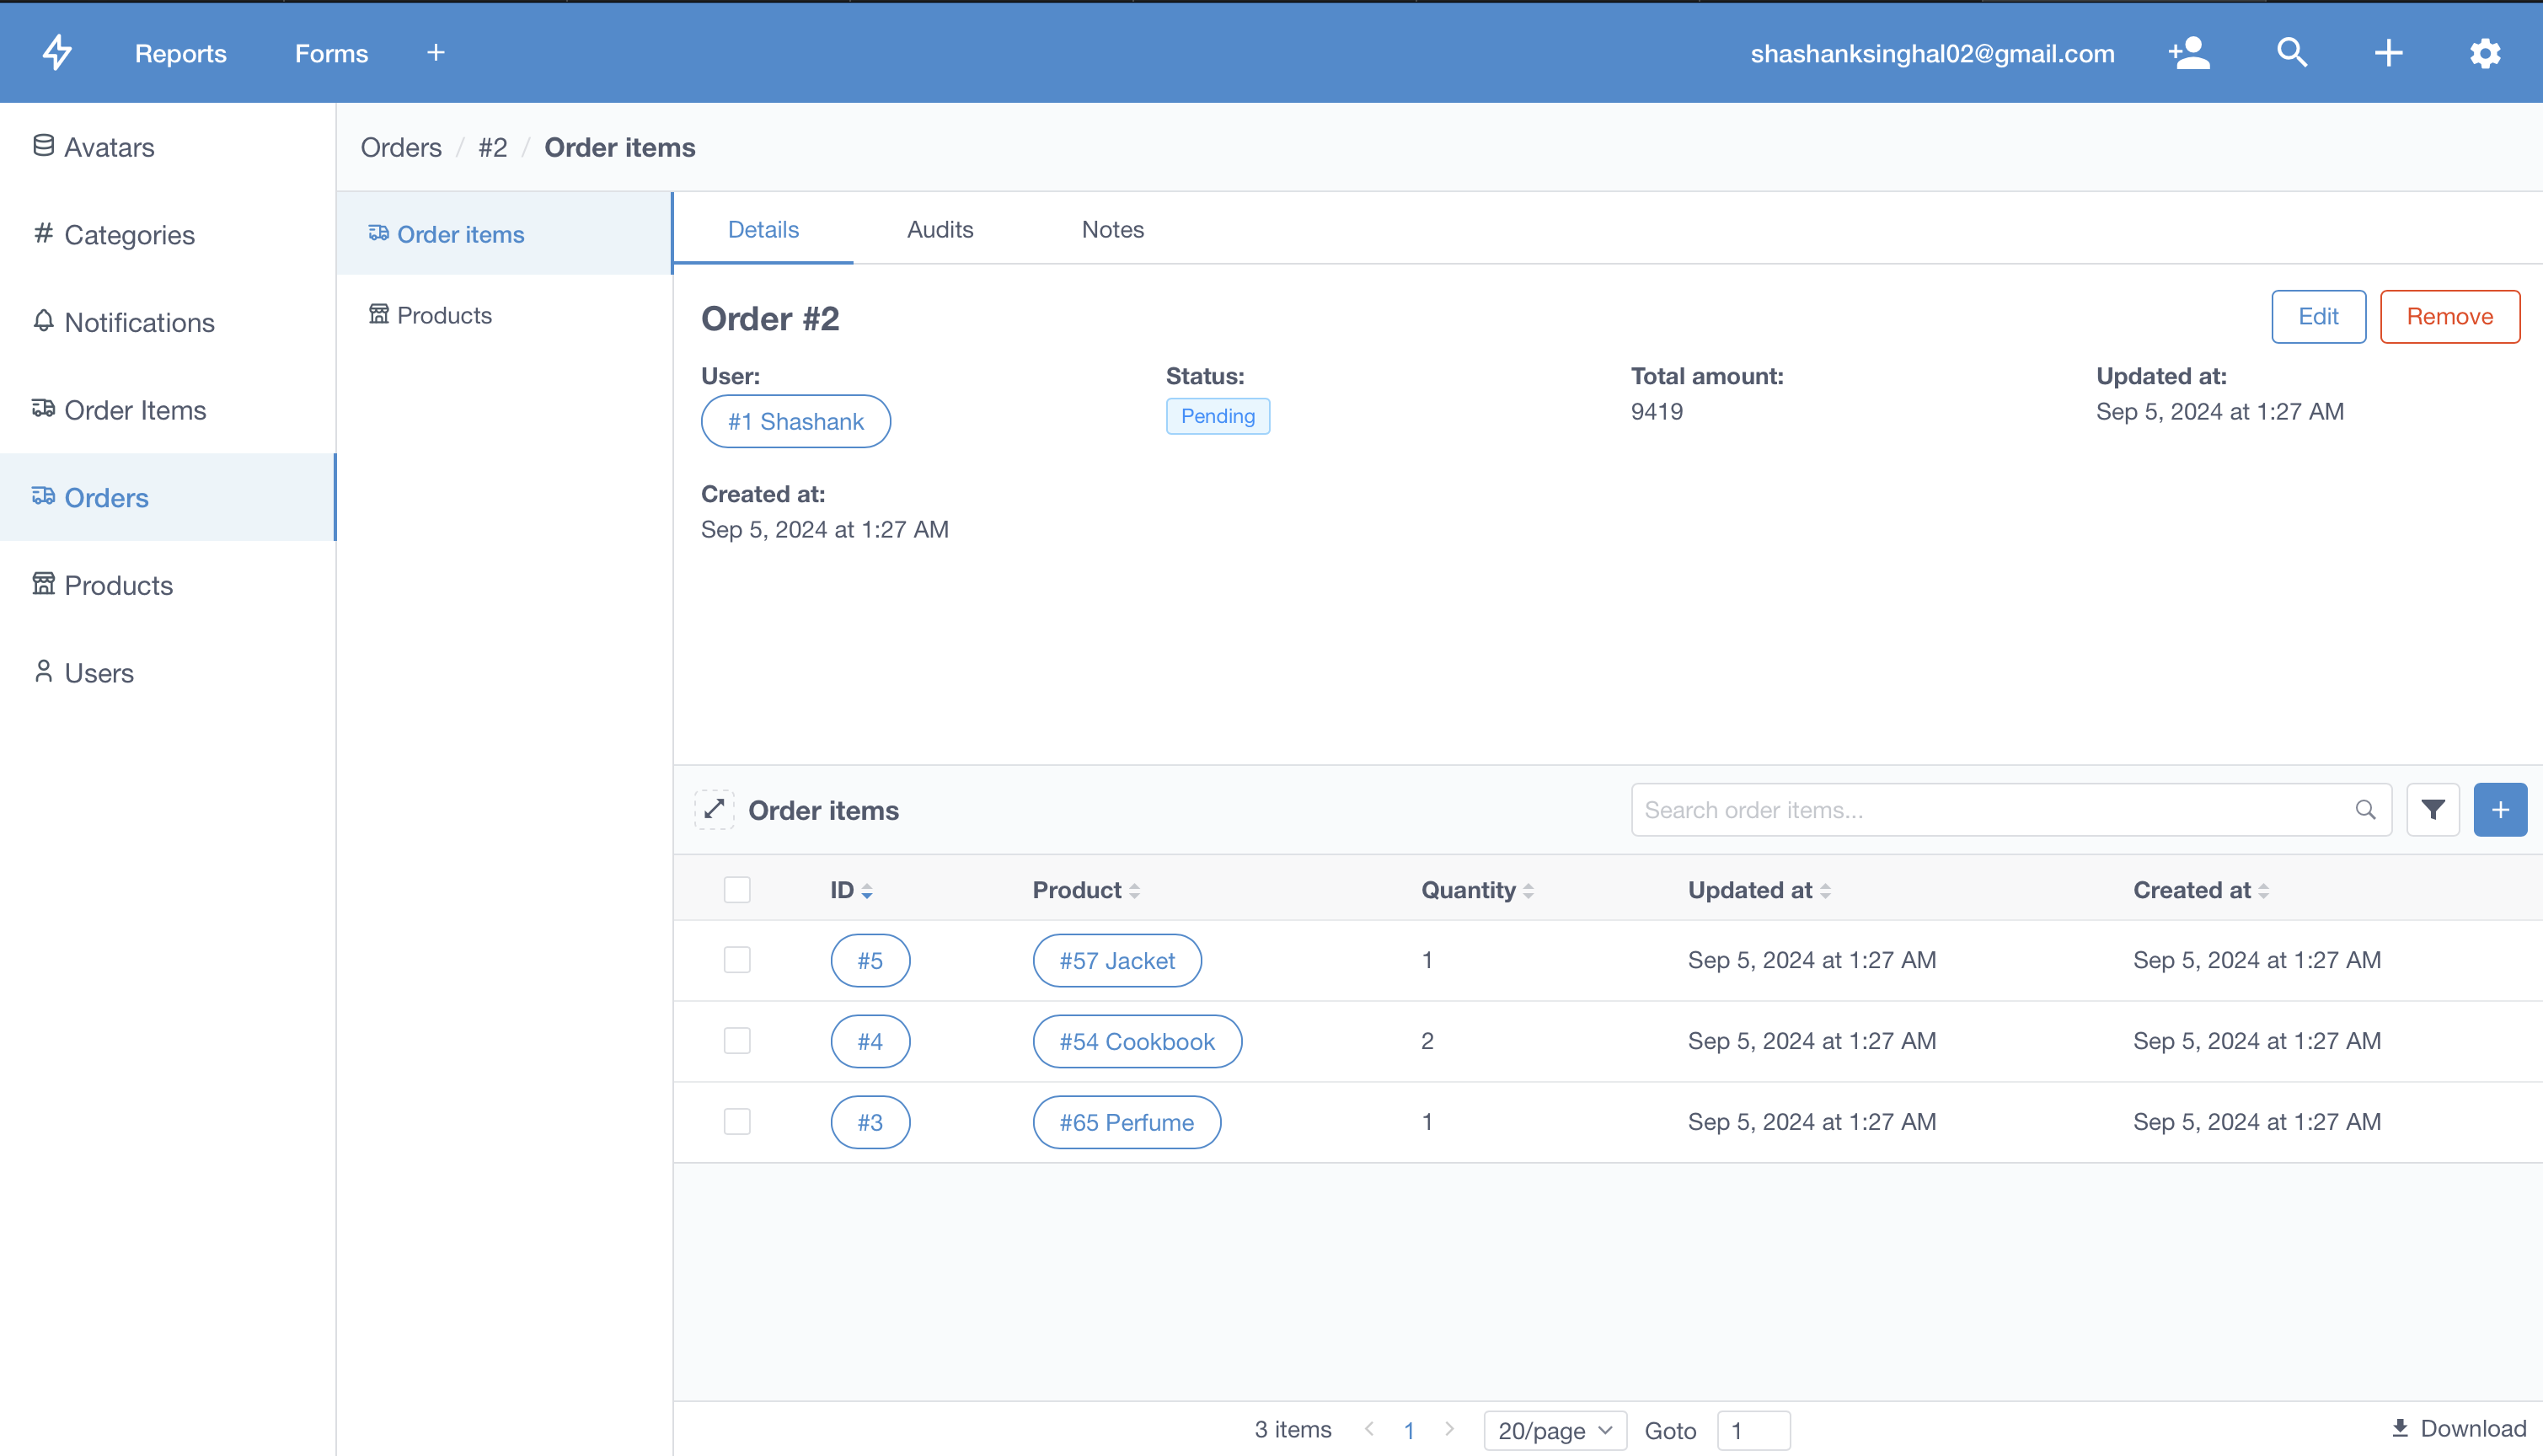 Reports Forms + shashanksinghal02@gmail.com
Avatars
Categories
Notifications
Order Items
Orders
Products
Users
Orders / #2 / Order items
Order items
Products
Details Audits Notes
Order #2
Edit Remove
User: Status: Total amount: Updated at:
#1 Shashank Pending 9419 Sep 5, 2024 at 1:27 AM
Created at:
Sep 5, 2024 at 1:27 AM
Order items
Search order items...
ID Product Quantity Updated at Created at
#5 #57 Jacket 1 Sep 5, 2024 at 1:27 AM Sep 5, 2024 at 1:27 AM
#4 #54 Cookbook 2 Sep 5, 2024 at 1:27 AM Sep 5, 2024 at 1:27 AM
#3 #65 Perfume 1 Sep 5, 2024 at 1:27 AM Sep 5, 2024 at 1:27 AM
3 items < 1 > 20/page Goto 1 Download